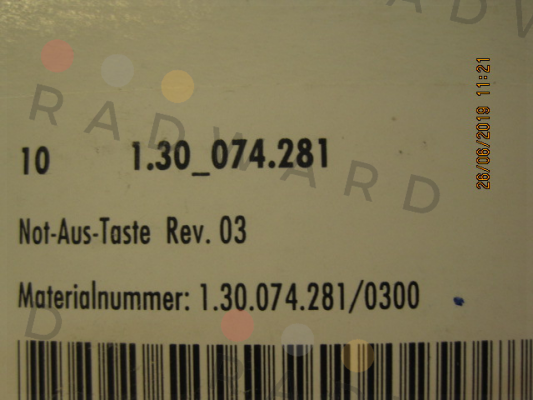 10 1.30_074.281
Not-Aus-Taste Rev. 03
Materialnummer: 1.30.074.281/0300
26/06/2019 11:21
RADWARD